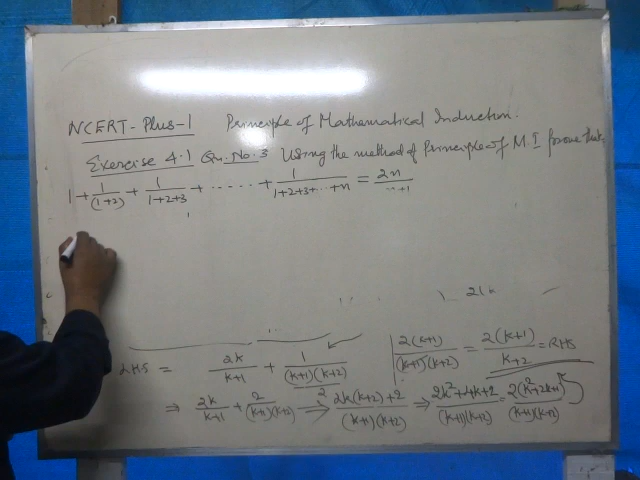 NCERT - Plus - 1 Principle of Mathematical Induction.
Exercise 4.1 Qn. No. 3 Using the method of Principle of M.I prove that,
1 + 1/(1+2) + 1/(1+2+3) + ...... + 1/(1+2+3+...+n) = 2n/(n+1)
21k
LHS = 2k/(k+1) + 1/((k+1)(k+2)/2)
2(k+1)/((k+1)(k+2)) = 2(k+1)/(k+2) = RHS
⇒ 2k/(k+1) + 2/((k+1)(k+2)) ⇒ (2k(k+2)+2)/((k+1)(k+2)) ⇒ (2k²+4k+2)/((k+1)(k+2)) = 2(k²+2k+1)/((k+1)(k+2))